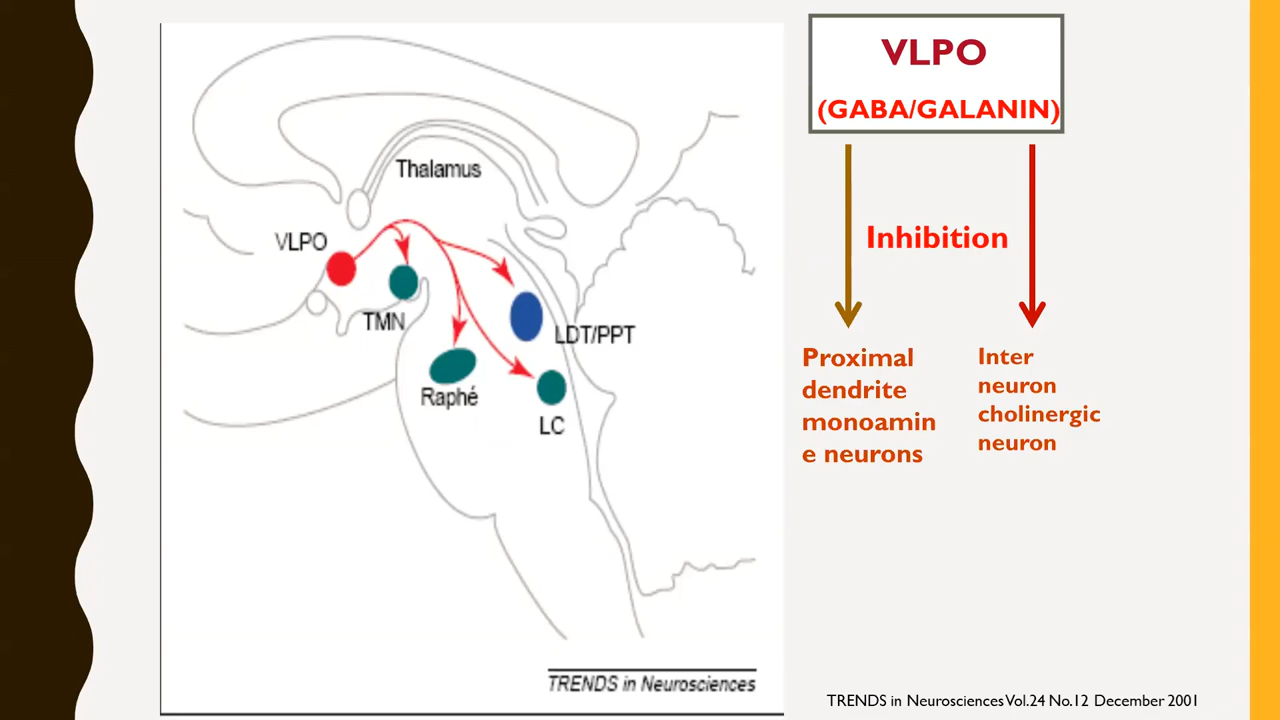 Thalamus
VLPO
TMN
LDT/PPT
Raphé
LC
TRENDS in Neurosciences
VLPO
(GABA/GALANIN)
Inhibition
Proximal
dendrite
monoamin
e neurons
Inter
neuron
cholinergic
neuron
TRENDS in Neurosciences Vol.24 No.12 December 2001